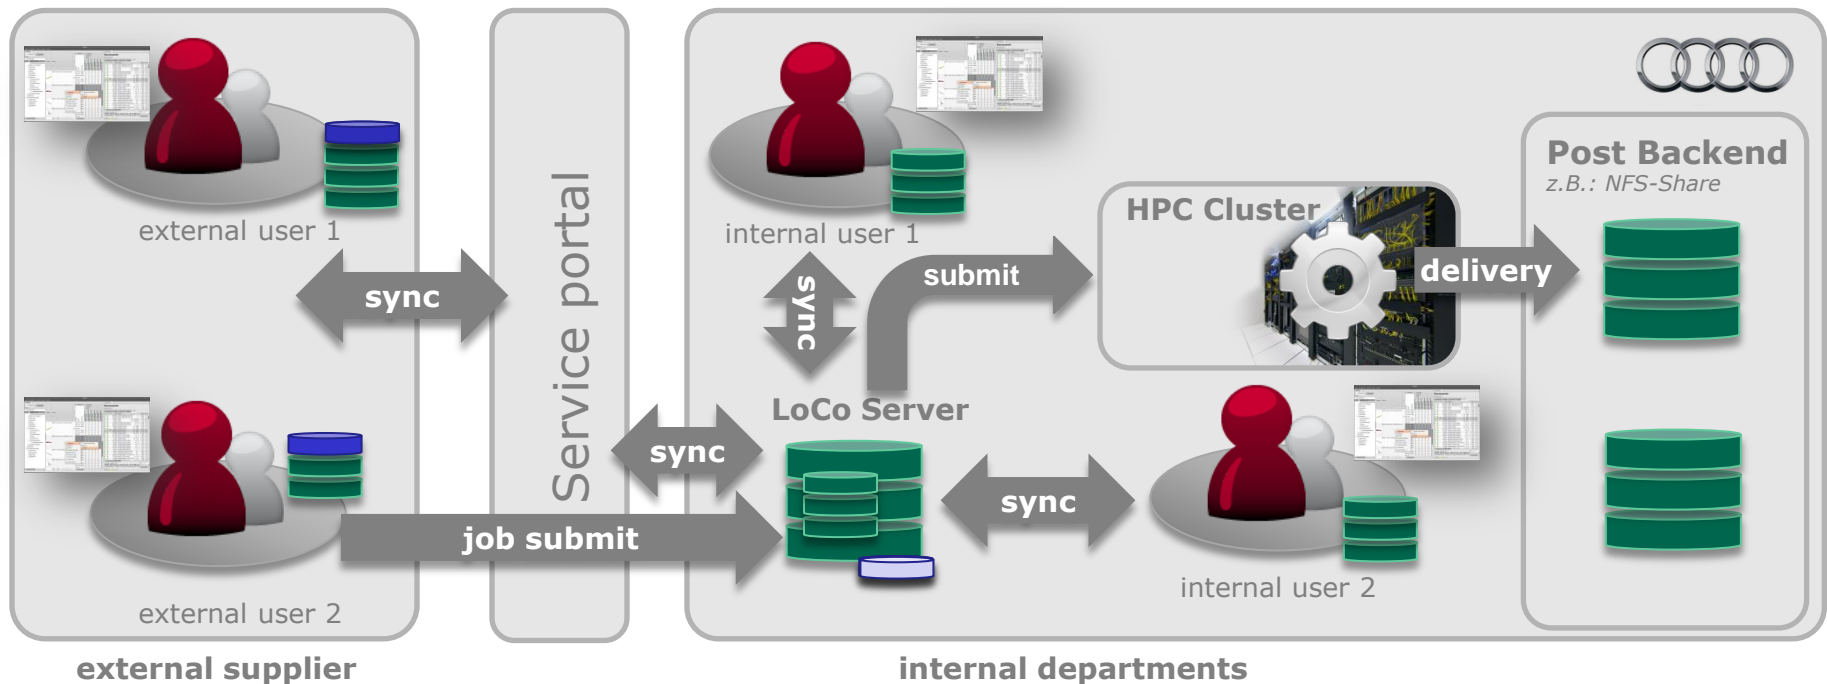 external user 1
sync
external user 2
job submit
external supplier
Service portal
sync
internal user 1
sync
submit
LoCo Server
sync
internal user 2
HPC Cluster
delivery
Post Backend
z.B.: NFS-Share
internal departments